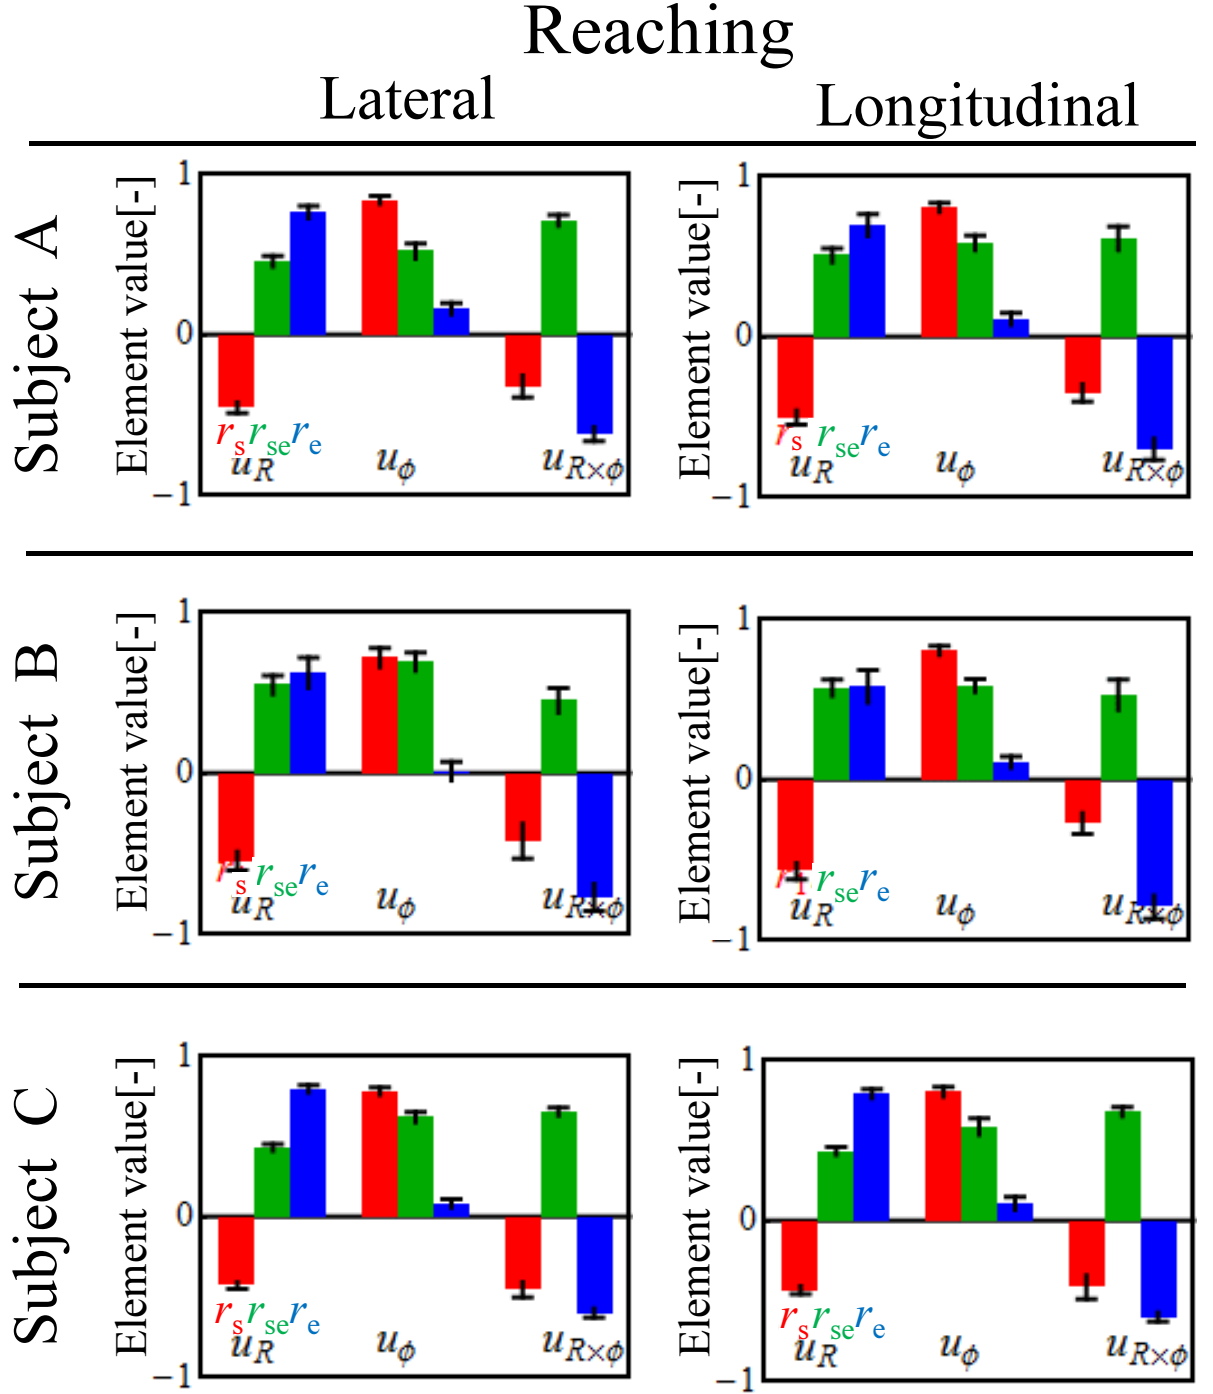 Reaching
Lateral
Longitudinal
Subject A
Element value[-]
1
0
−1
r_s r_se r_e
u_R
u_ϕ
u_R×ϕ
Element value[-]
1
0
−1
r_s r_se r_e
u_R
u_ϕ
u_R×ϕ
Subject B
Element value[-]
1
0
−1
r_s r_se r_e
u_R
u_ϕ
u_R×ϕ
Element value[-]
1
0
−1
r_se r_e
u_R
u_ϕ
u_R×ϕ
Subject C
Element value[-]
1
0
−1
r_s r_se r_e
u_R
u_ϕ
u_R×ϕ
Element value[-]
1
0
−1
r_s r_se r_e
u_R
u_ϕ
u_R×ϕ